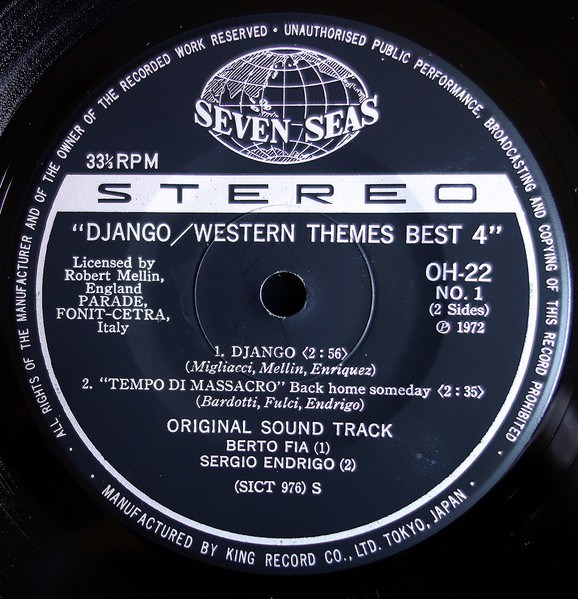 ALL RIGHTS OF THE MANUFACTURER AND OF THE OWNER OF THE RECORDED WORK RESERVED • UNAUTHORISED PUBLIC PERFORMANCE, BROADCASTING AND COPYING OF THIS RECORD PROHIBITED •
SEVEN SEAS
33⅓ RPM
STEREO
"DJANGO/WESTERN THEMES BEST 4"
Licensed by
Robert Mellin,
England
PARADE,
FONIT-CETRA,
Italy
OH-22
NO. 1
(2 Sides)
Ⓟ 1972
1. DJANGO 〈2:56〉
(Migliacci, Mellin, Enriquez)
2. "TEMPO DI MASSACRO" Back home someday 〈2:35〉
(Bardotti, Fulci, Endrigo)
ORIGINAL SOUND TRACK
BERTO FIA (1)
SERGIO ENDRIGO (2)
(SICT 976) S
• MANUFACTURED BY KING RECORD CO., LTD. TOKYO, JAPAN •